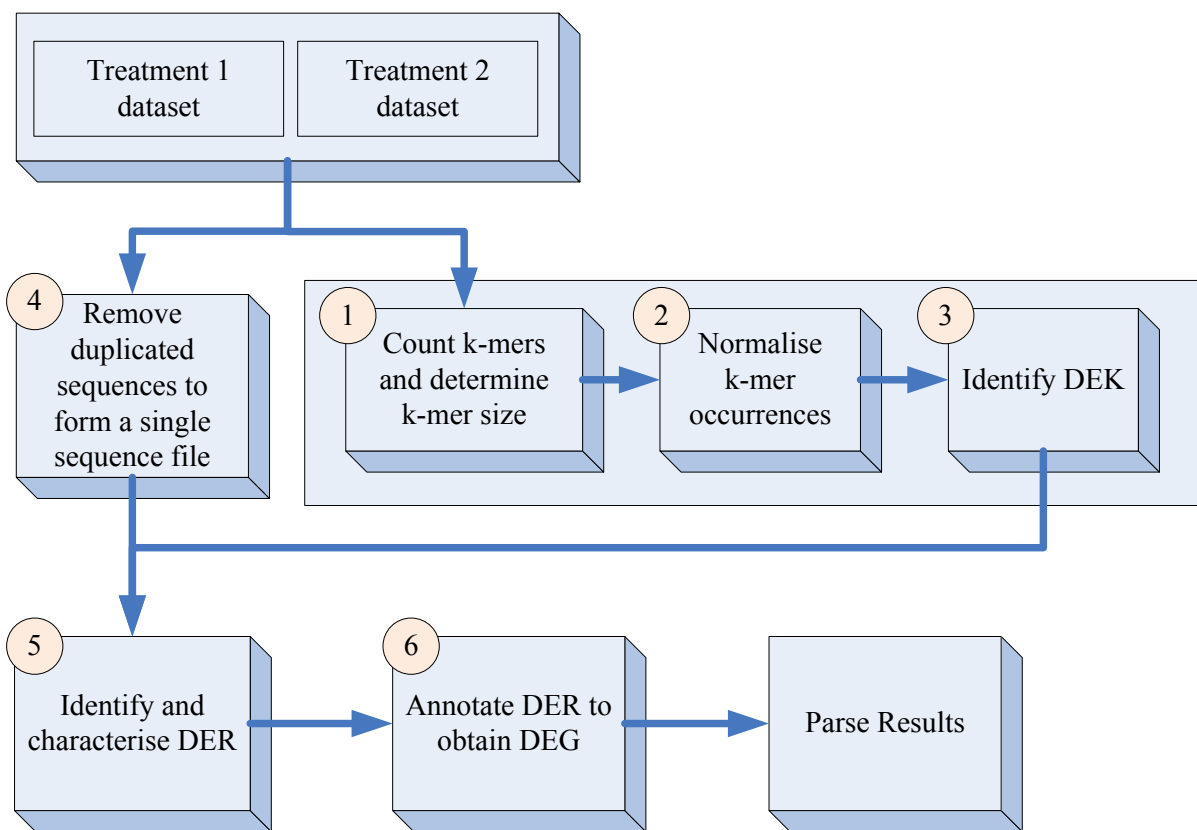 Treatment 1
dataset
Treatment 2
dataset
4
Remove
duplicated
sequences to
form a single
sequence file
1
Count k-mers
and determine
k-mer size
2
Normalise
k-mer
occurrences
3
Identify DEK
5
Identify and
characterise DER
6
Annotate DER to
obtain DEG
Parse Results